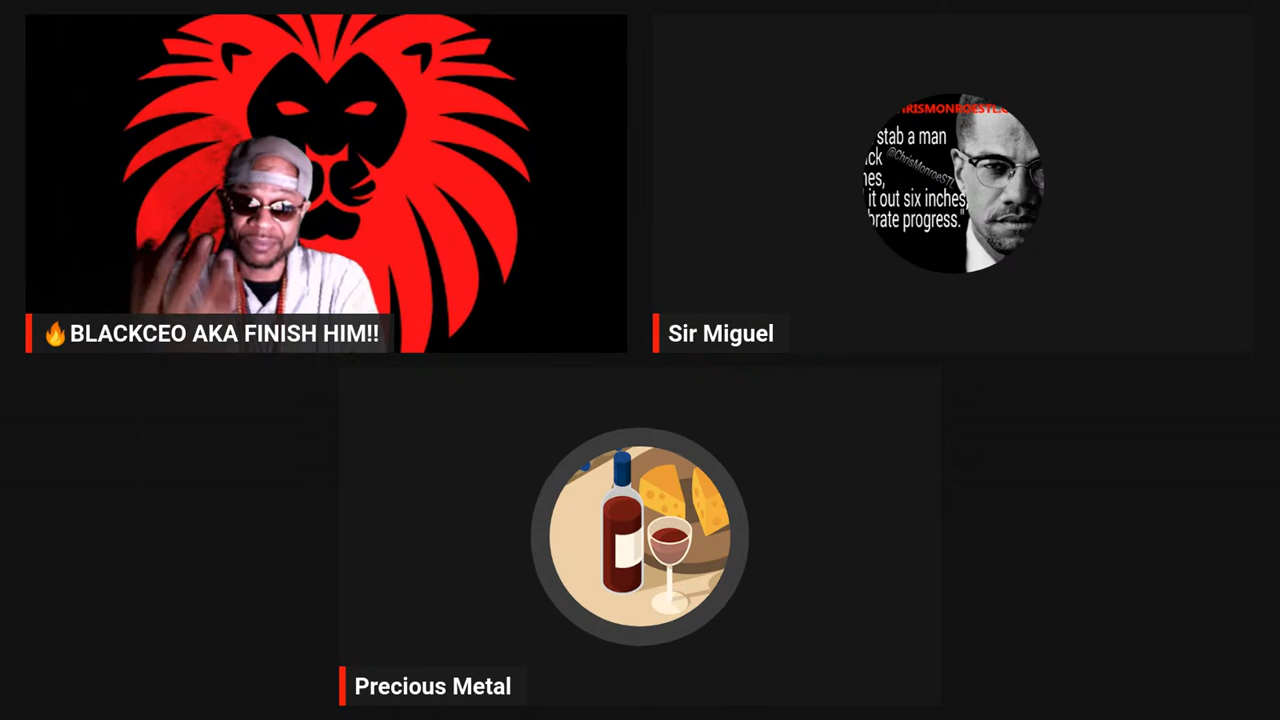 🔥BLACKCEO AKA FINISH HIM!!
HRISMONROESTL.
stab a man
ck
@ChrisMonroeSTL
nes,
it out six inches,
brate progress."
Sir Miguel
Precious Metal